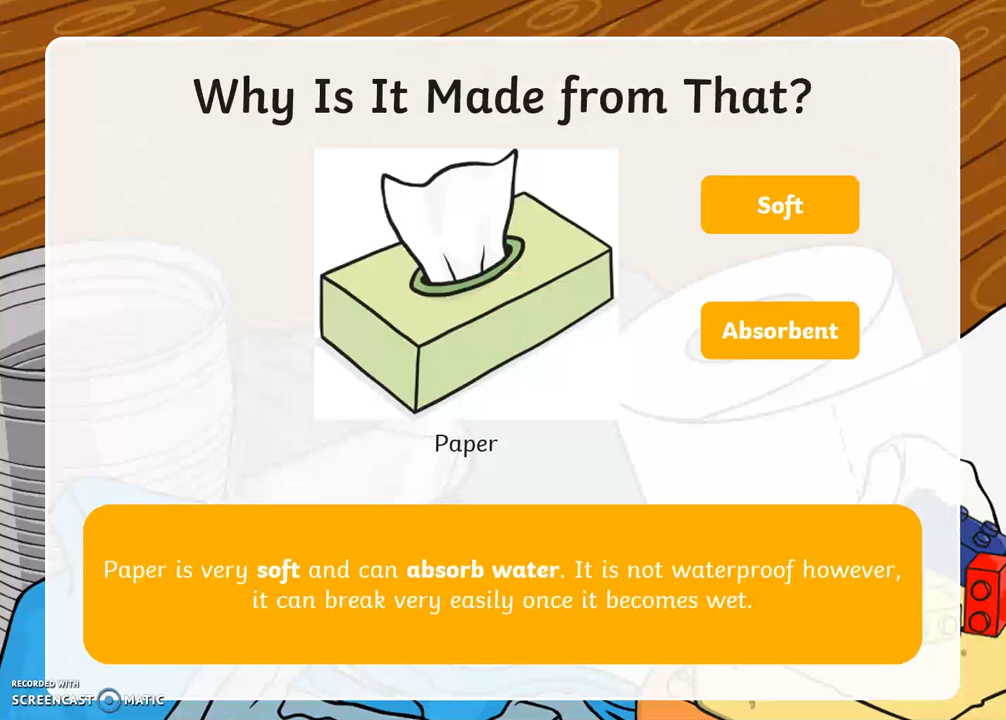 Why Is It Made from That?
Soft
Absorbent
Paper
Paper is very soft and can absorb water. It is not waterproof however,
it can break very easily once it becomes wet.
RECORDED WITH
SCREENCAST MATIC